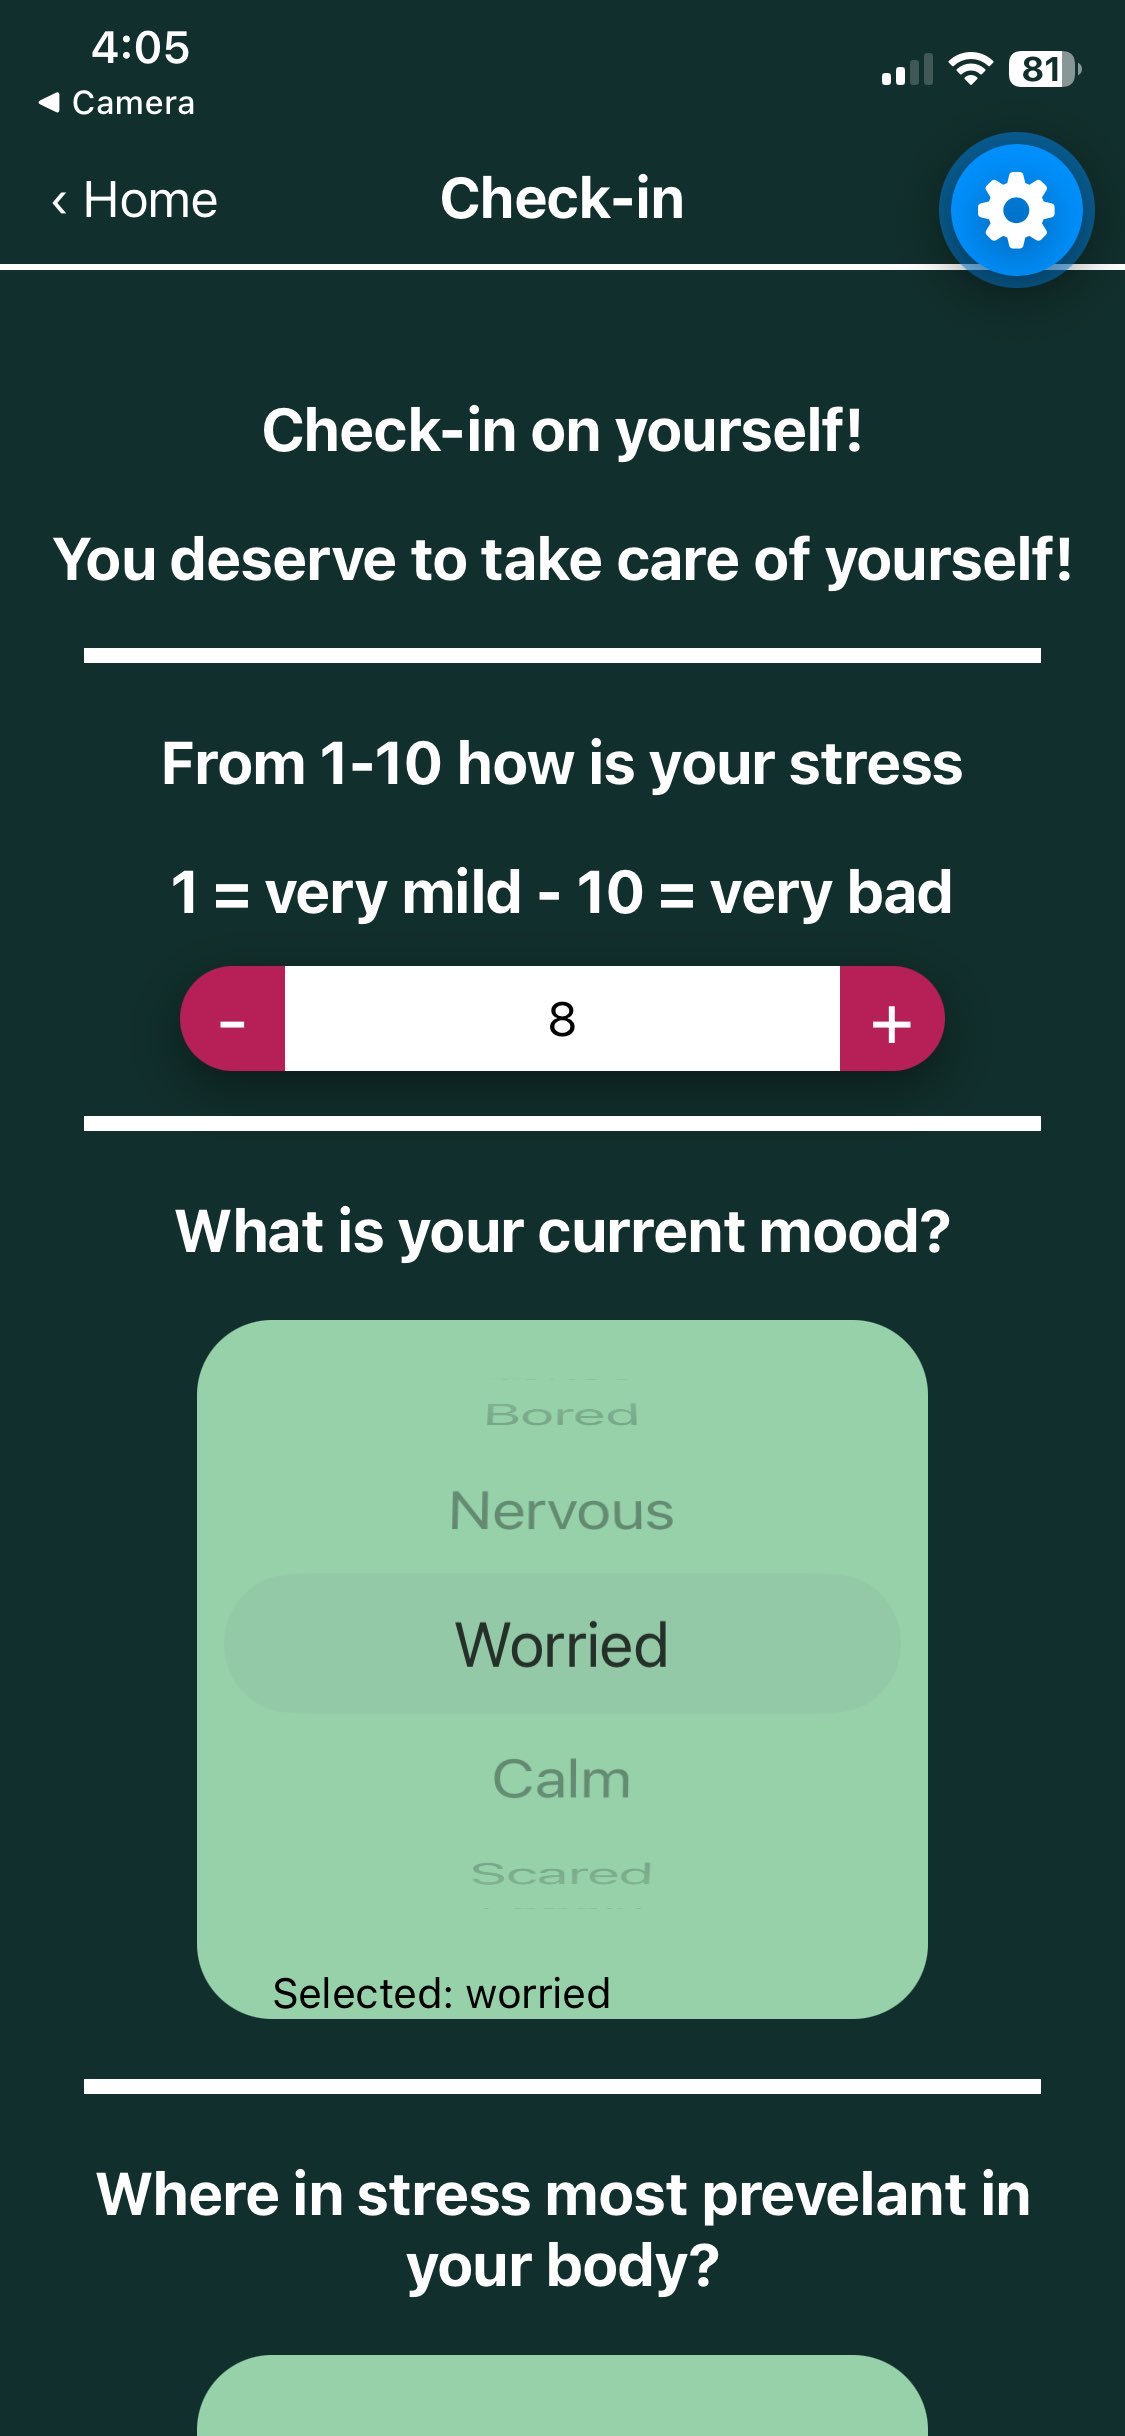 4:05
81
Camera
‹ Home
Check-in
Check-in on yourself!
You deserve to take care of yourself!
From 1-10 how is your stress
1 = very mild - 10 = very bad
- 8 +
What is your current mood?
Bored
Nervous
Worried
Calm
Scared
Selected: worried
Where in stress most prevelant in
your body?